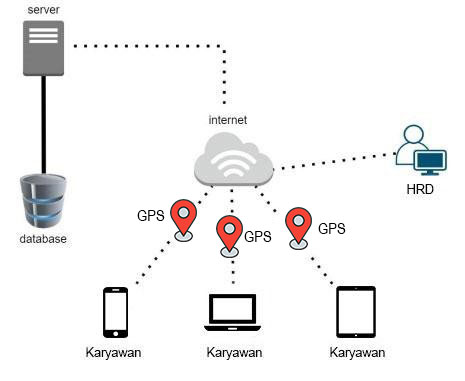 server
internet
HRD
database
GPS
GPS
GPS
Karyawan
Karyawan
Karyawan